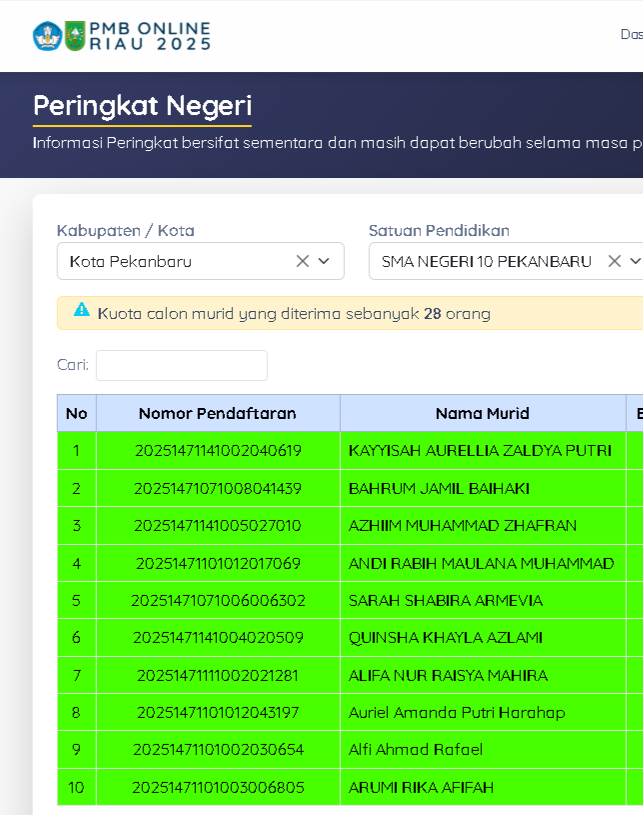 PMB ONLINE
RIAU 2025
Peringkat Negeri
Informasi Peringkat bersifat sementara dan masih dapat berubah selama masa
Kabupaten / Kota
Satuan Pendidikan
Kota Pekanbaru
SMA NEGERI 10 PEKANBARU
Kuota calon murid yang diterima sebanyak 28 orang
Cari:
No Nomor Pendaftaran Nama Murid
1 20251471141002040619 KAYYISAH AURELLIA ZALDYA PUTRI
2 20251471071008041439 BAHRUM JAMIL BAIHAKI
3 20251471141005027010 AZHIIM MUHAMMAD ZHAFRAN
4 20251471101012017069 ANDI RABIH MAULANA MUHAMMAD
5 20251471071006006302 SARAH SHABIRA ARMEVIA
6 20251471141004020509 QUINSHA KHAYLA AZLAMI
7 20251471111002021281 ALIFA NUR RAISYA MAHIRA
8 20251471101012043197 Auriel Amanda Putri Harahap
9 20251471101002030654 Alfi Ahmad Rafael
10 20251471101003006805 ARUMI RIKA AFIFAH